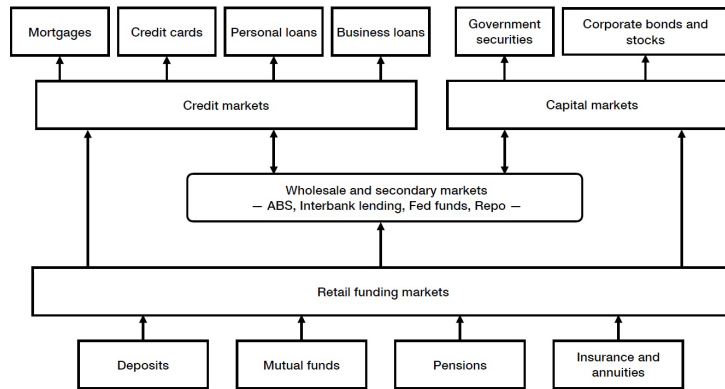 Mortgages
Credit cards
Personal loans
Business loans
Government
securities
Corporate bonds and
stocks
Credit markets
Capital markets
Wholesale and secondary markets
— ABS, Interbank lending, Fed funds, Repo —
Retail funding markets
Deposits
Mutual funds
Pensions
Insurance and
annuities